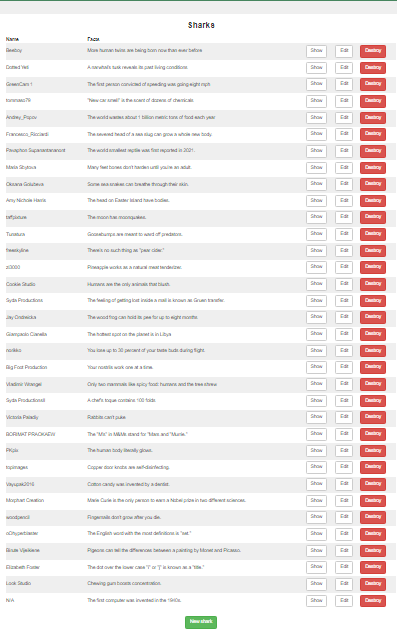 Sharks
Name Facts
Beeboy More human twins are being born now than ever before Show Edit Destroy
Dotted Yeti A narwhal's tusk reveals its past living conditions Show Edit Destroy
GreenCam 1 The first person convicted of speeding was going eight mph Show Edit Destroy
tommaso79 "New car smell" is the scent of dozens of chemicals Show Edit Destroy
Andrey_Popov The world wastes about 1 billion metric tons of food each year Show Edit Destroy
Francesco_Ricciardi The severed head of a sea slug can grow a whole new body. Show Edit Destroy
The world smallest reptile was first reported in 2021. Show Edit Destroy
Maria Sbytova Many feet bones don't harden until you're an adult. Show Edit Destroy
Oksana Golubeva Some sea snakes can breathe through their skin. Show Edit Destroy
Amy Nichole Harris The head on Easter Island have bodies. Show Edit Destroy
The moon has moonquakes. Show Edit Destroy
Tunatura Goosebumps are meant to ward off predators. Show Edit Destroy
freeskyline There's no such thing as "pear cider." Show Edit Destroy
Pineapple works as a natural meat tenderizer. Show Edit Destroy
Cookie Studio Humans are the only animals that blush. Show Edit Destroy
Syda Productions The feeling of getting lost inside a mall is known as Gruen transfer. Show Edit Destroy
Jay Ondreicka The wood frog can hold its pee for up to eight months Show Edit Destroy
Giampaolo Cianella The hottest spot on the planet is in Libya Show Edit Destroy
You lose up to 30 percent of your taste buds during flight. Show Edit Destroy
Big Foot Production Your nostrils work one at a time. Show Edit Destroy
Vladimir Wrangel Only two mammals like spicy food: humans and the tree shrew Show Edit Destroy
Syda Productions8 A chef's toque contains 100 folds Show Edit Destroy
Victoria Paladiy Rabbits can't puke. Show Edit Destroy
BORIMAT PRAOKAEW The "Ms" in M&Ms stand for "Mars and Murrie." Show Edit Destroy
PKpix The human body literally glows. Show Edit Destroy
topimages Copper door knobs are self-disinfecting. Show Edit Destroy
Vayupak2016 Cotton candy was invented by a dentist. Show Edit Destroy
Morphart Creation Marie Curie is the only person to earn a Nobel prize in two different sciences. Show Edit Destroy
woodpencil Fingernails don't grow after you die. Show Edit Destroy
The English word with the most definitions is "set." Show Edit Destroy
Birute Vijeikiene Pigeons can tell the differences between a painting by Monet and Picasso. Show Edit Destroy
Elizabeth Foster The dot over the lower case "i" or "j" is known as a "tittle." Show Edit Destroy
Look Studio Chewing gum boosts concentration. Show Edit Destroy
N/A The first computer was invented in the 1940s. Show Edit Destroy
New shark